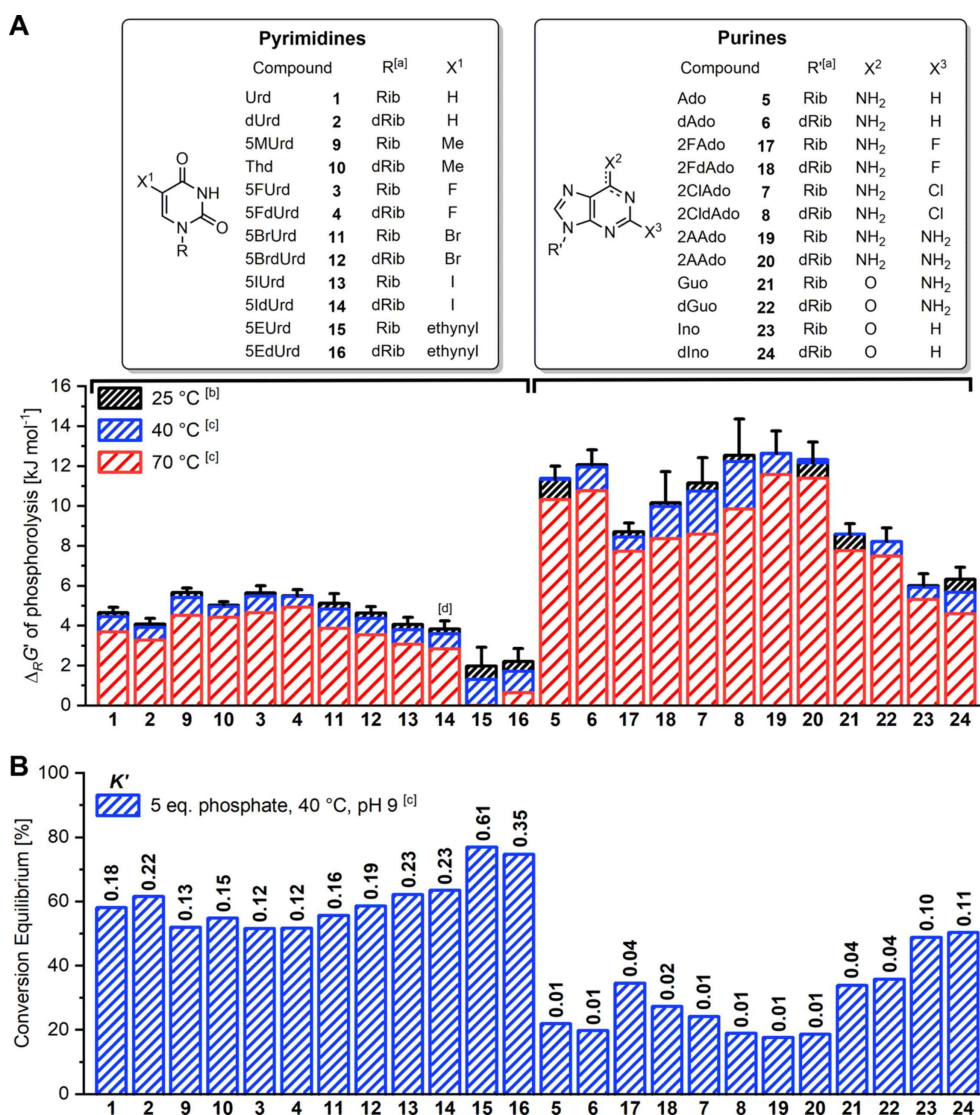 A
Pyrimidines
Compound R[a] X1
Urd 1 Rib H
dUrd 2 dRib H
5MUrd 9 Rib Me
Thd 10 dRib Me
5FUrd 3 Rib F
5FdUrd 4 dRib F
5BrUrd 11 Rib Br
5BrdUrd 12 dRib Br
5IUrd 13 Rib I
5IdUrd 14 dRib I
5EUrd 15 Rib ethynyl
5EdUrd 16 dRib ethynyl
O
X1
NH
N
O
R
Purines
Compound R'[a] X2 X3
Ado 5 Rib NH2 H
dAdo 6 dRib NH2 H
2FAdo 17 Rib NH2 F
2FdAdo 18 dRib NH2 F
2ClAdo 7 Rib NH2 Cl
2CldAdo 8 dRib NH2 Cl
2AAdo 19 Rib NH2 NH2
2AAdo 20 dRib NH2 NH2
Guo 21 Rib O NH2
dGuo 22 dRib O NH2
Ino 23 Rib O H
dIno 24 dRib O H
X2
N
N
N
N
X3
R'
ΔRG' of phosphorolysis [kJ mol-1]
16
14
12
10
8
6
4
2
0
25 °C [b]
40 °C [c]
70 °C [c]
[d]
1 2 9 10 3 4 11 12 13 14 15 16 5 6 17 18 7 8 19 20 21 22 23 24
B
Conversion Equilibrium [%]
100
80
60
40
20
0
K'
5 eq. phosphate, 40 °C, pH 9 [c]
0.18 0.22 0.13 0.15 0.12 0.12 0.16 0.19 0.23 0.23 0.61 0.35 0.01 0.01 0.04 0.02 0.01 0.01 0.01 0.01 0.04 0.04 0.10 0.11
1 2 9 10 3 4 11 12 13 14 15 16 5 6 17 18 7 8 19 20 21 22 23 24